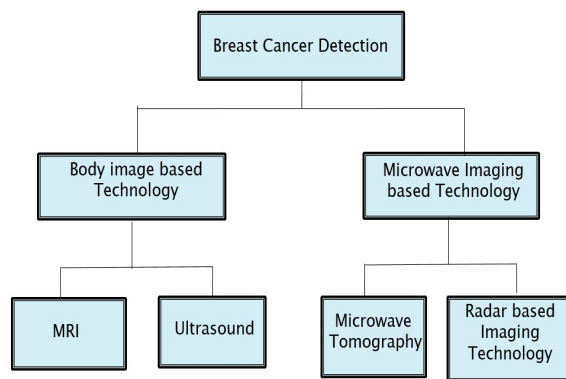 Breast Cancer Detection
Body image based
Technology
Microwave Imaging
based Technology
MRI
Ultrasound
Microwave
Tomography
Radar based
Imaging
Technology